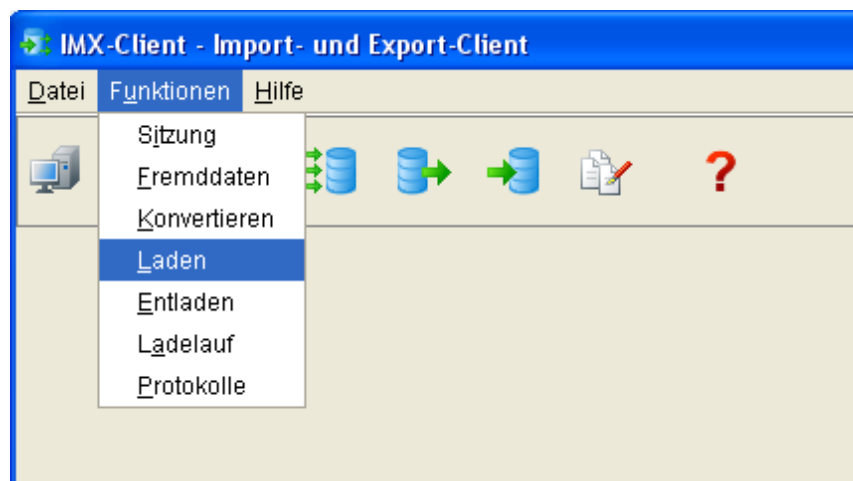 IMX-Client - Import- und Export-Client
Datei Funktionen Hilfe
Sitzung
Fremddaten
Konvertieren
Laden
Entladen
Ladelauf
Protokolle
?